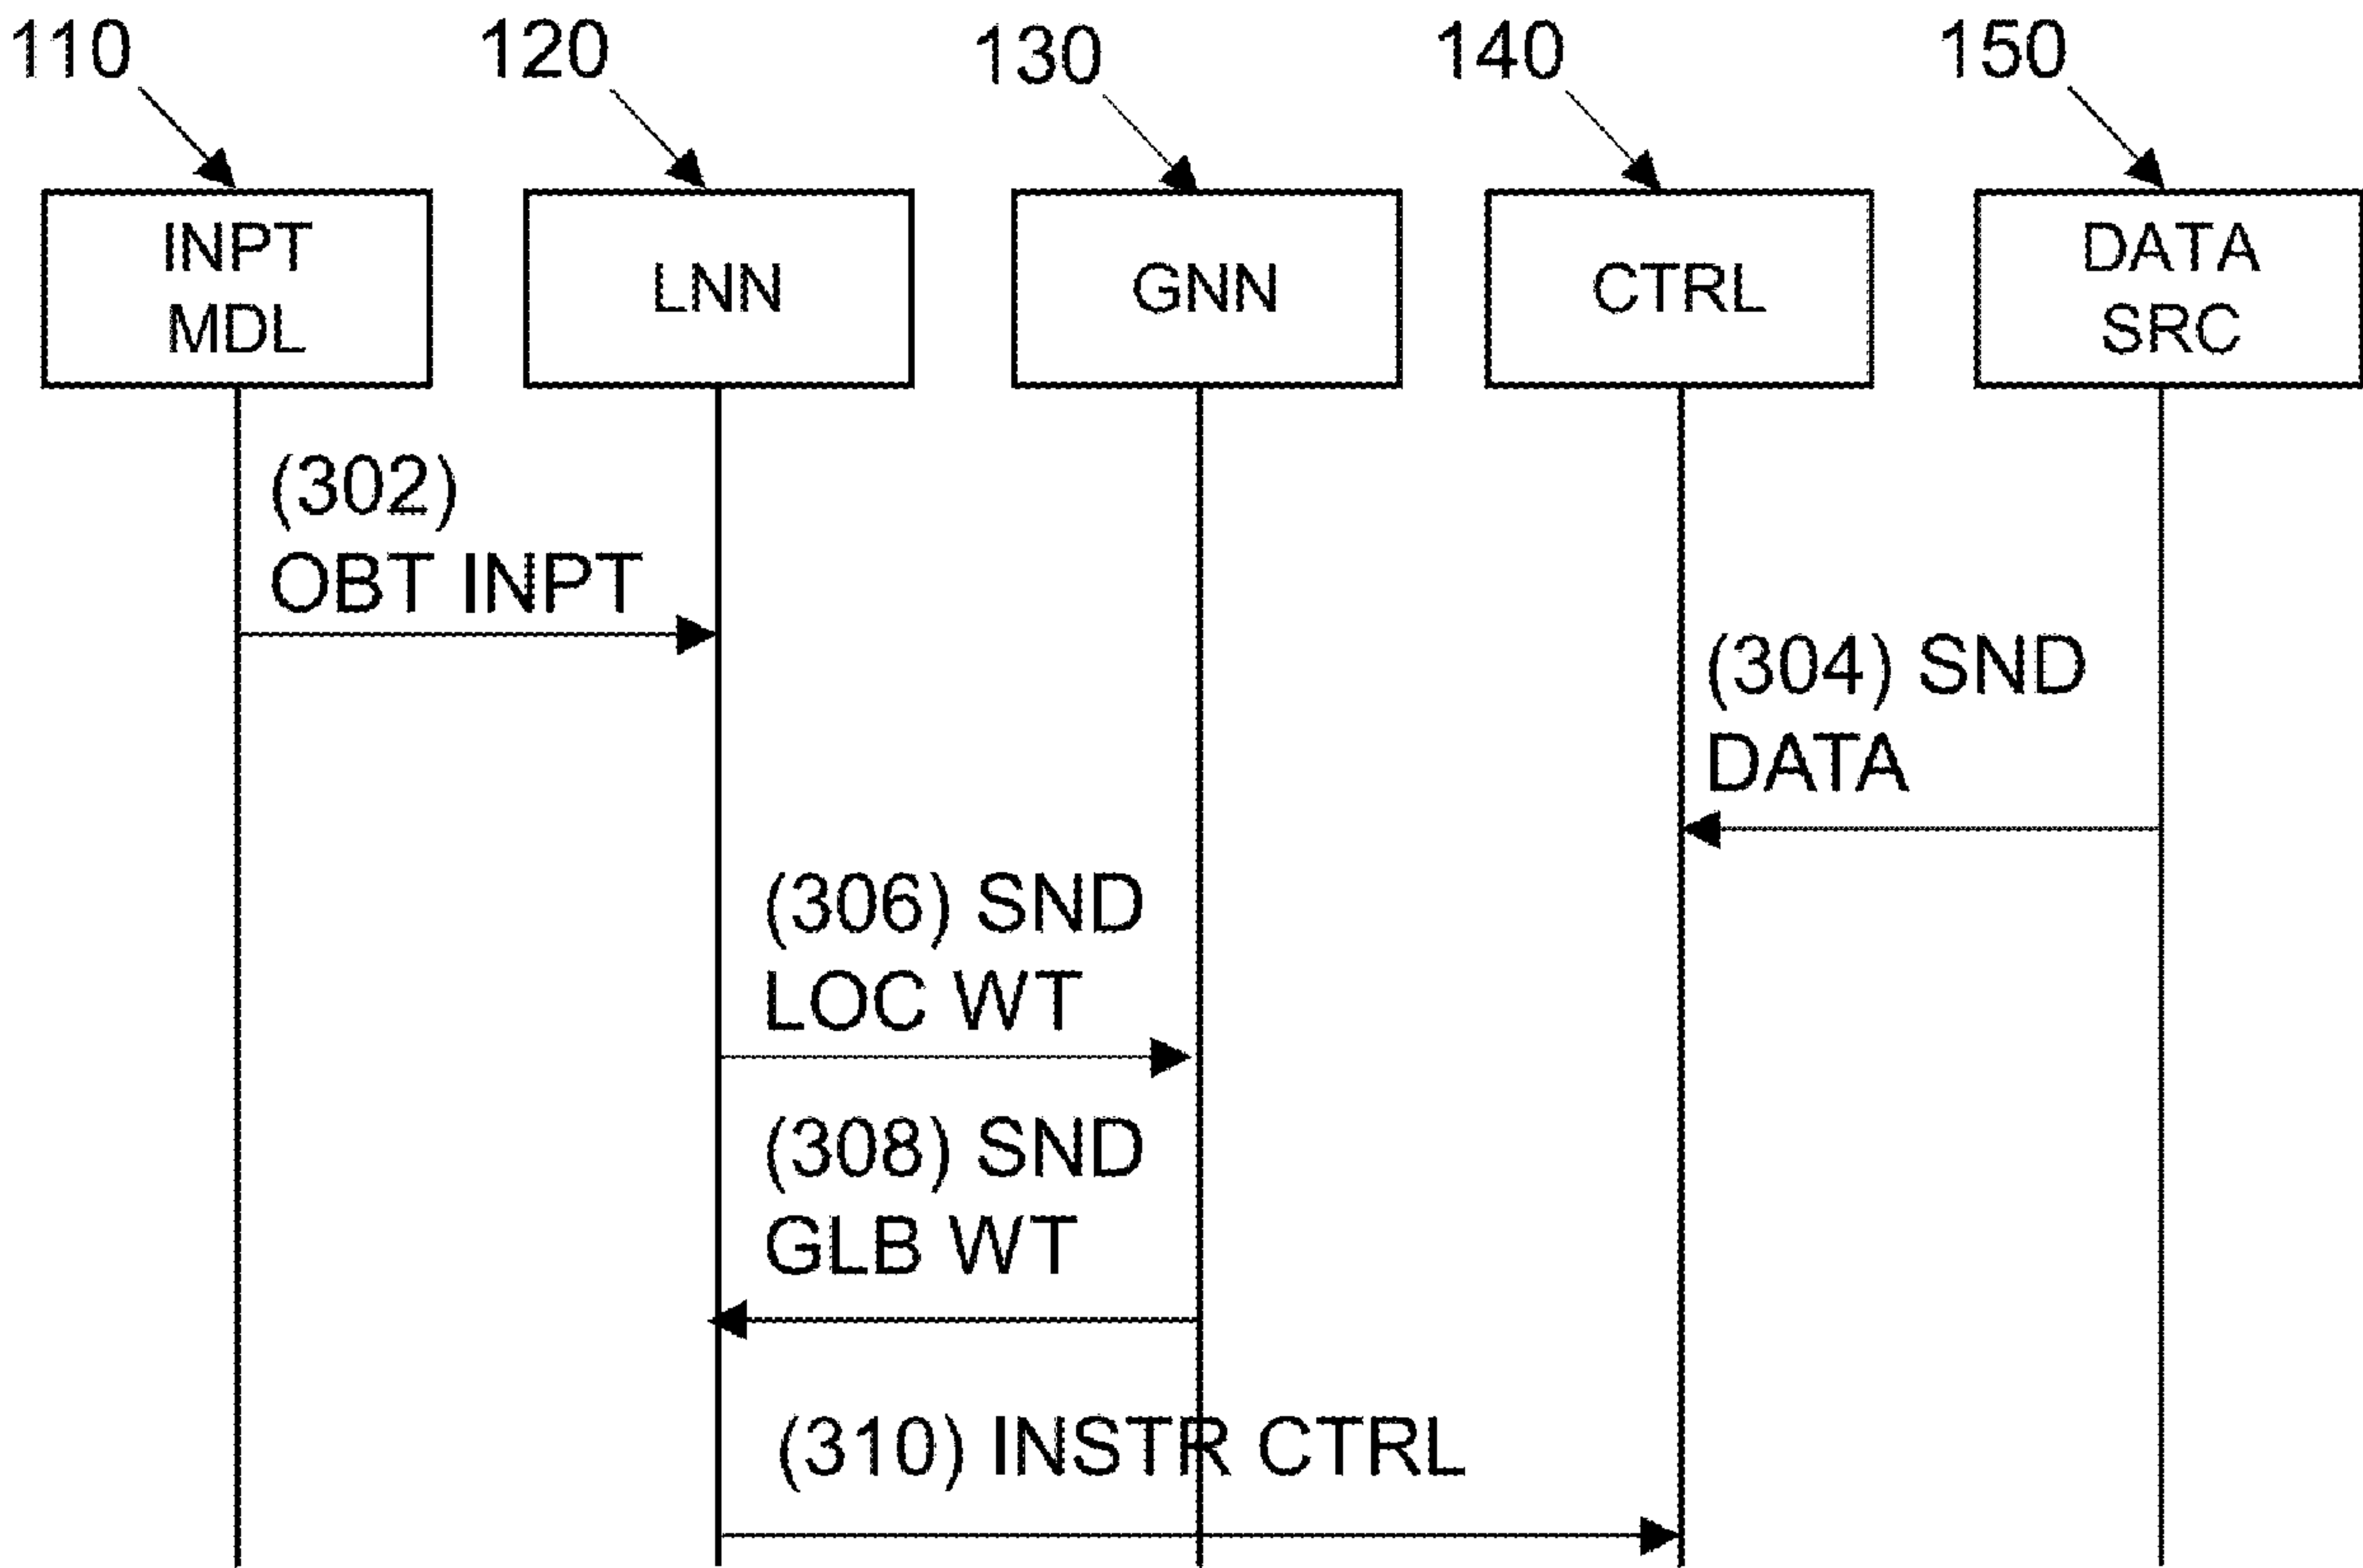 110
120
130
140
150
INPT
MDL
LNN
GNN
CTRL
DATA
SRC
(302)
OBT INPT
(304) SND
DATA
(306) SND
LOC WT
(308) SND
GLB WT
(310) INSTR CTRL